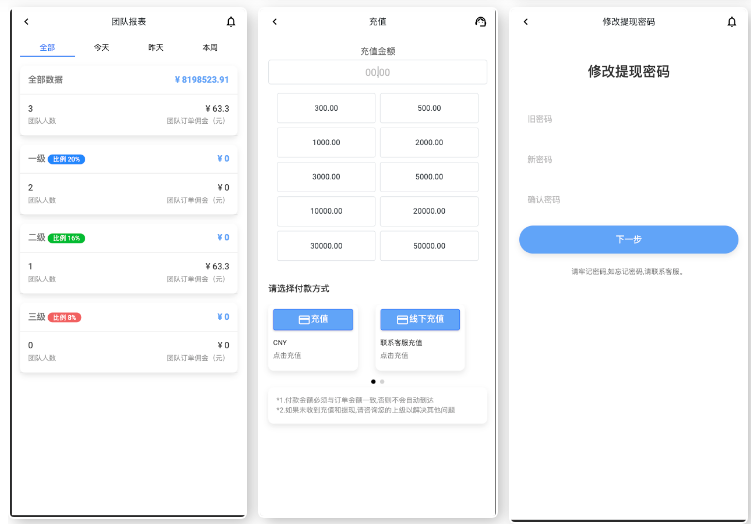 团队报表
全部 今天 昨天 本周
全部数据 ¥ 8198523.91
3 ¥ 63.3
团队人数 团队订单佣金（元）
一级 比例 20% ¥ 0
2 ¥ 0
团队人数 团队订单佣金（元）
二级 比例 16% ¥ 0
1 ¥ 63.3
团队人数 团队订单佣金（元）
三级 比例 8% ¥ 0
0 ¥ 0
团队人数 团队订单佣金（元）
充值
充值金额
00.00
300.00 500.00
1000.00 2000.00
3000.00 5000.00
10000.00 20000.00
30000.00 50000.00
请选择付款方式
充值 线下充值
CNY 联系客服充值
点击充值 点击充值
*1.付款金额必须与订单金额一致,否则不会自动到达
*2.如果未收到充值和提现,请咨询您的上级以解决其他问题
修改提现密码
修改提现密码
旧密码
新密码
确认密码
下一步
请牢记密码,如忘记密码,请联系客服。